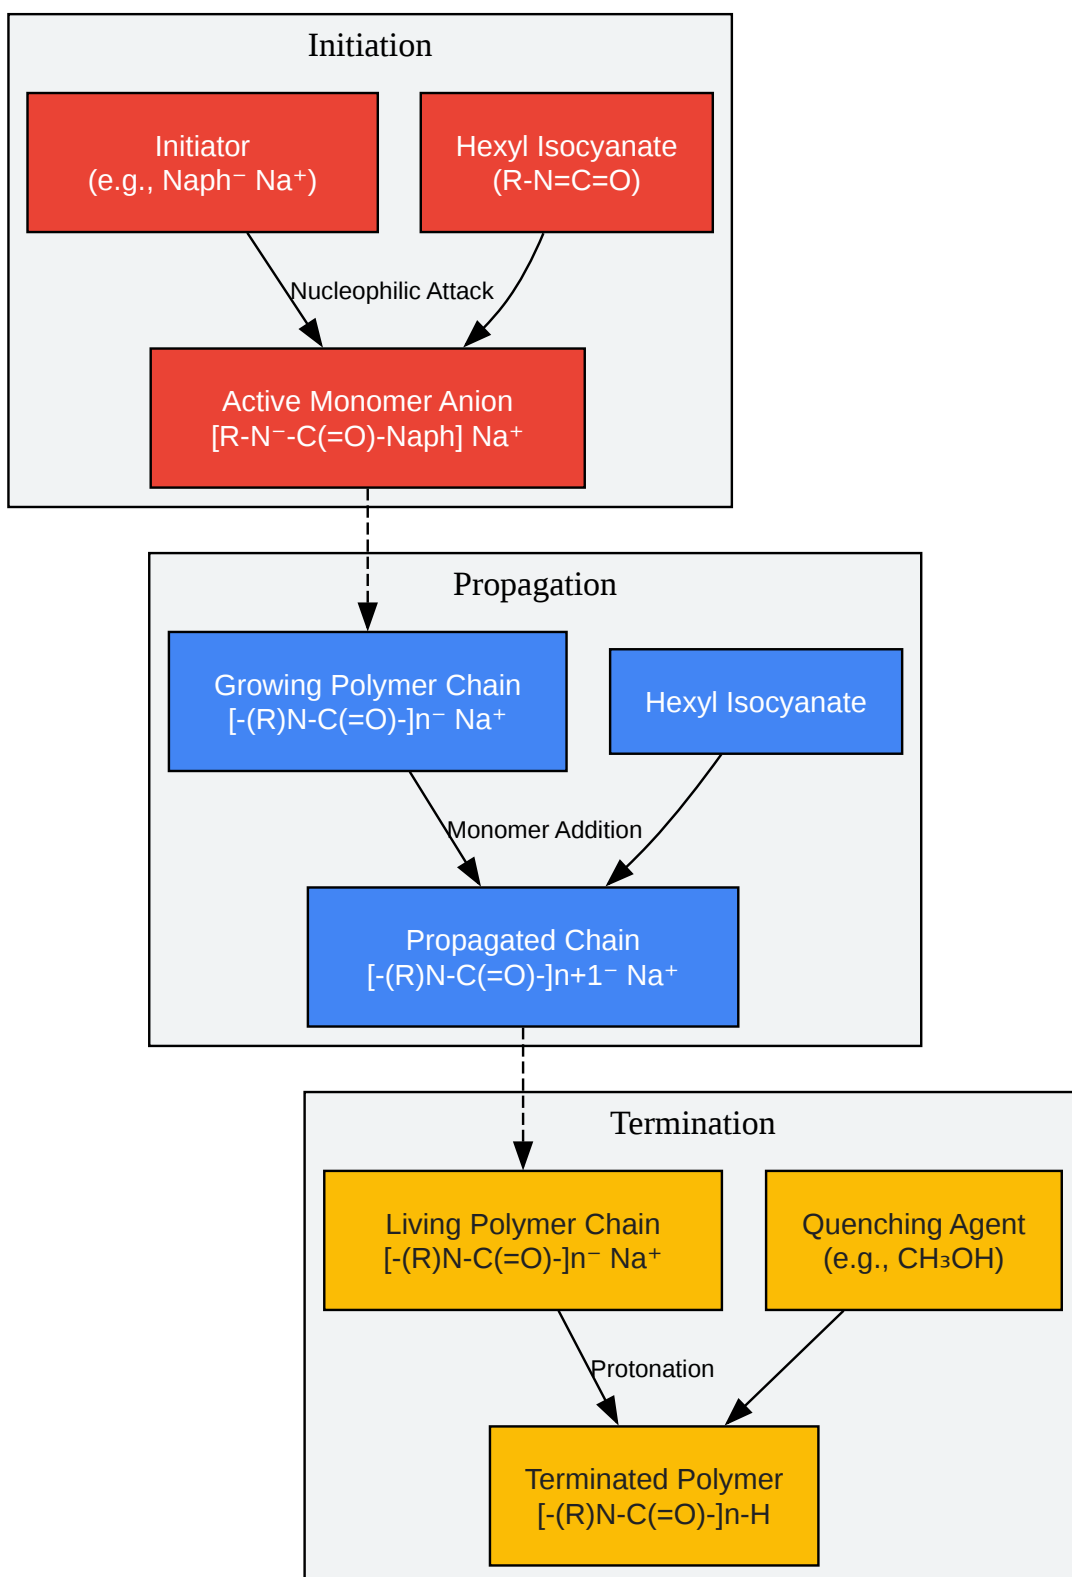 Initiation
Initiator
(e.g., Naph⁻ Na⁺)
Hexyl Isocyanate
(R-N=C=O)
Nucleophilic Attack
Active Monomer Anion
[R-N⁻-C(=O)-Naph] Na⁺
Propagation
Growing Polymer Chain
[-(R)N-C(=O)-]n⁻ Na⁺
Hexyl Isocyanate
Monomer Addition
Propagated Chain
[-(R)N-C(=O)-]n+1⁻ Na⁺
Termination
Living Polymer Chain
[-(R)N-C(=O)-]n⁻ Na⁺
Quenching Agent
(e.g., CH₃OH)
Protonation
Terminated Polymer
[-(R)N-C(=O)-]n-H